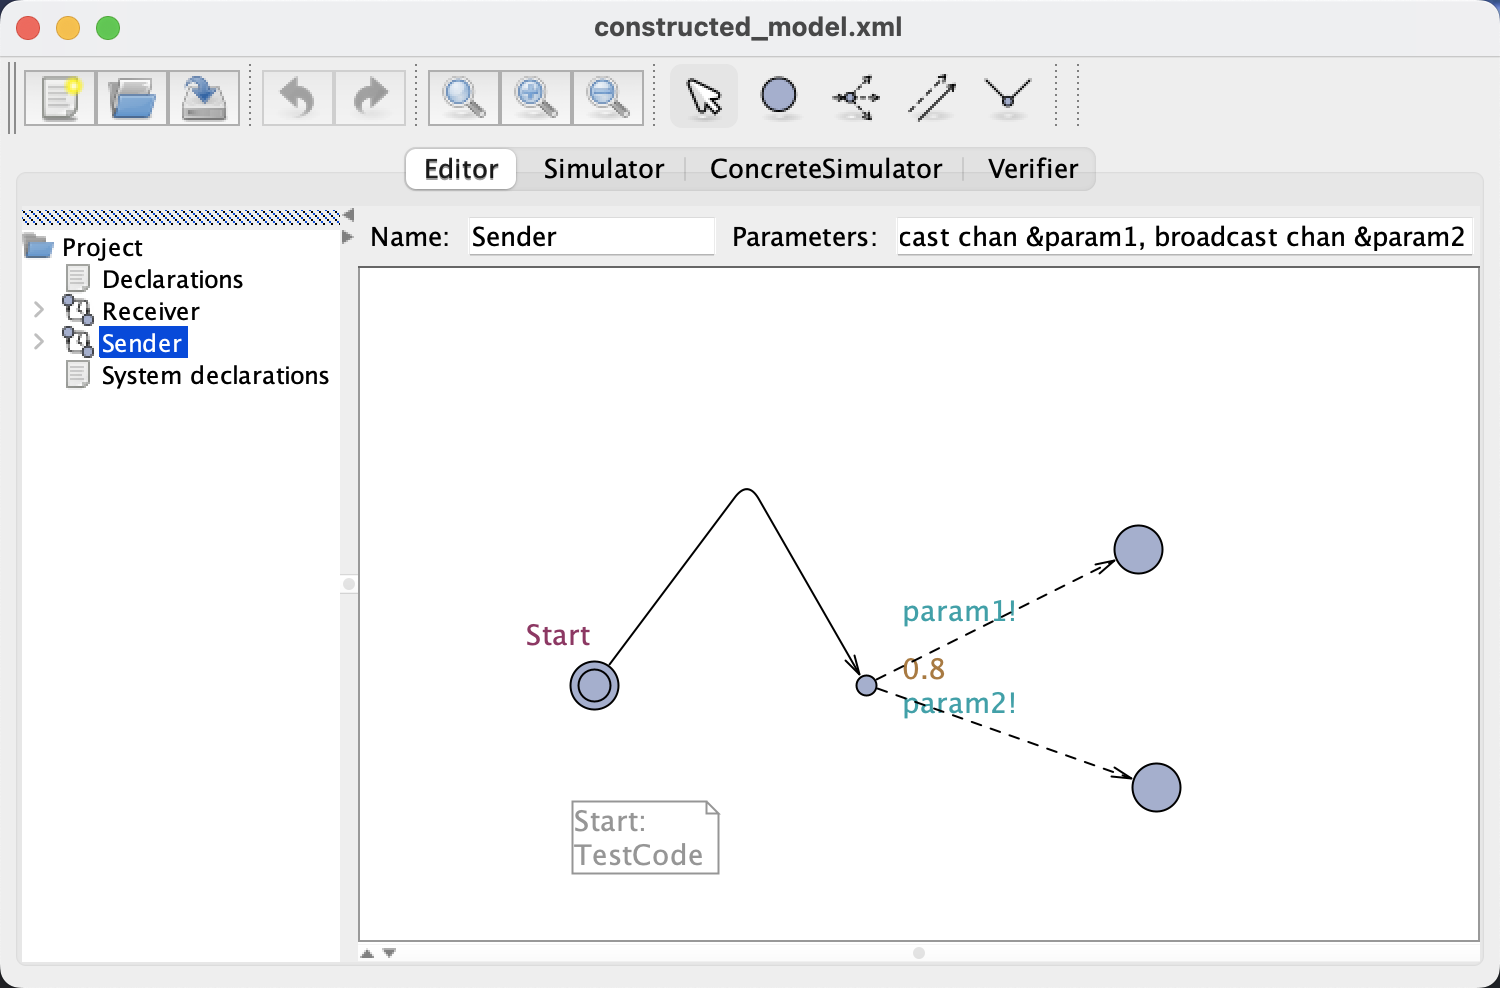 constructed_model.xml
Editor
Simulator
ConcreteSimulator
Verifier
Project
Declarations
Receiver
Sender
System declarations
Name:
Sender
Parameters:
cast chan &param1, broadcast chan &param2
Start
param1!
0.8
param2!
Start:
TestCode